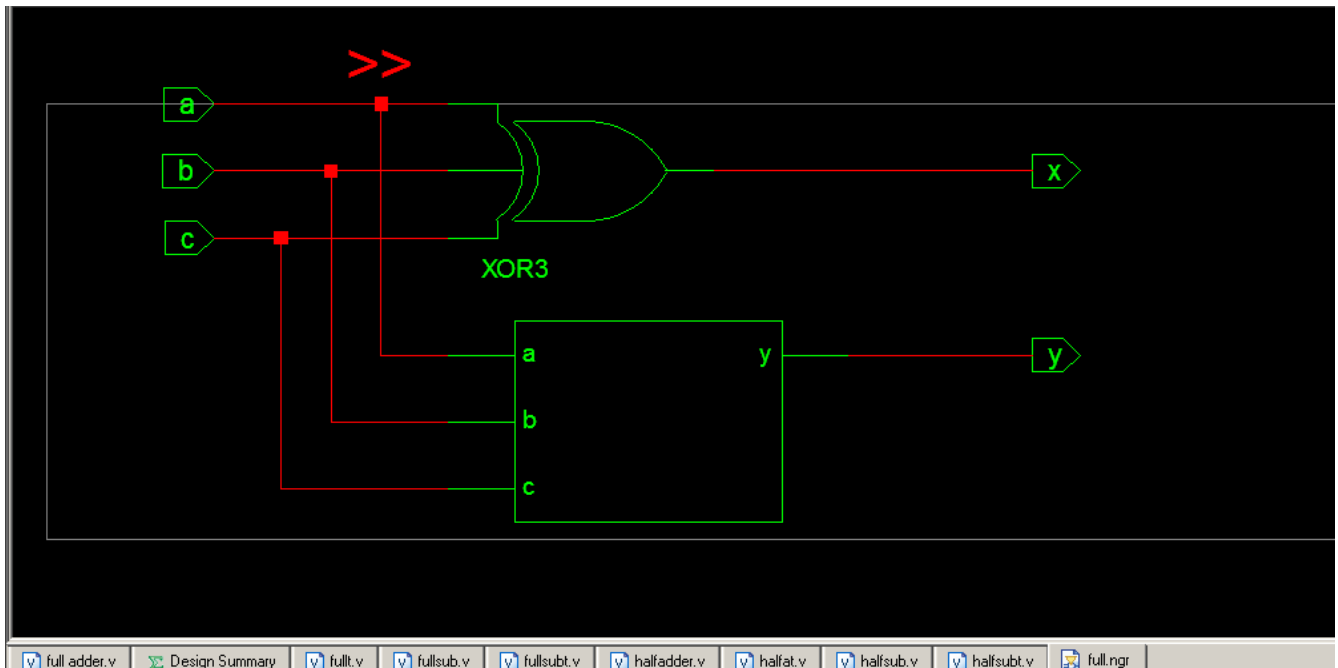 >>
a
b
x
c
XOR3
a y y
b
c
full adder.v Design Summary fullt.v fullsub.v fullsubt.v halfadder.v halfat.v halfsub.v halfsubt.v full.ngr